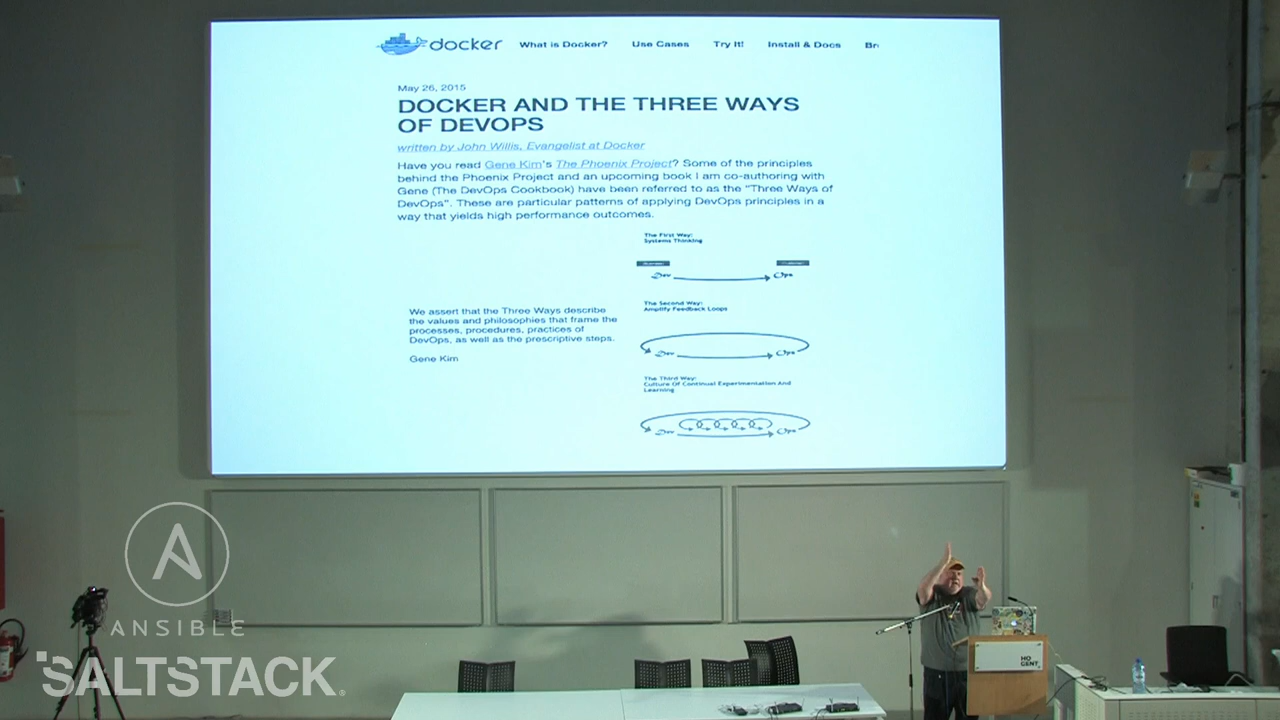 docker What is Docker? Use Cases Try It! Install & Docs Br
May 26, 2015
DOCKER AND THE THREE WAYS
OF DEVOPS
written by John Willis, Evangelist at Docker
Have you read Gene Kim's The Phoenix Project? Some of the principles
behind the Phoenix Project and an upcoming book I am co-authoring with
Gene (The DevOps Cookbook) have been referred to as the "Three Ways of
DevOps". These are particular patterns of applying DevOps principles in a
way that yields high performance outcomes.
The First Way:
Systems Thinking
Dev Ops
The Second Way:
Amplify Feedback Loops
Dev Ops
We assert that the Three Ways describe
the values and philosophies that frame the
processes, procedures, practices of
DevOps, as well as the prescriptive steps.
Gene Kim
The Third Way:
Culture Of Continual Experimentation And
Learning
Dev Ops
ANSIBLE
SALTSTACK
HO
GENT